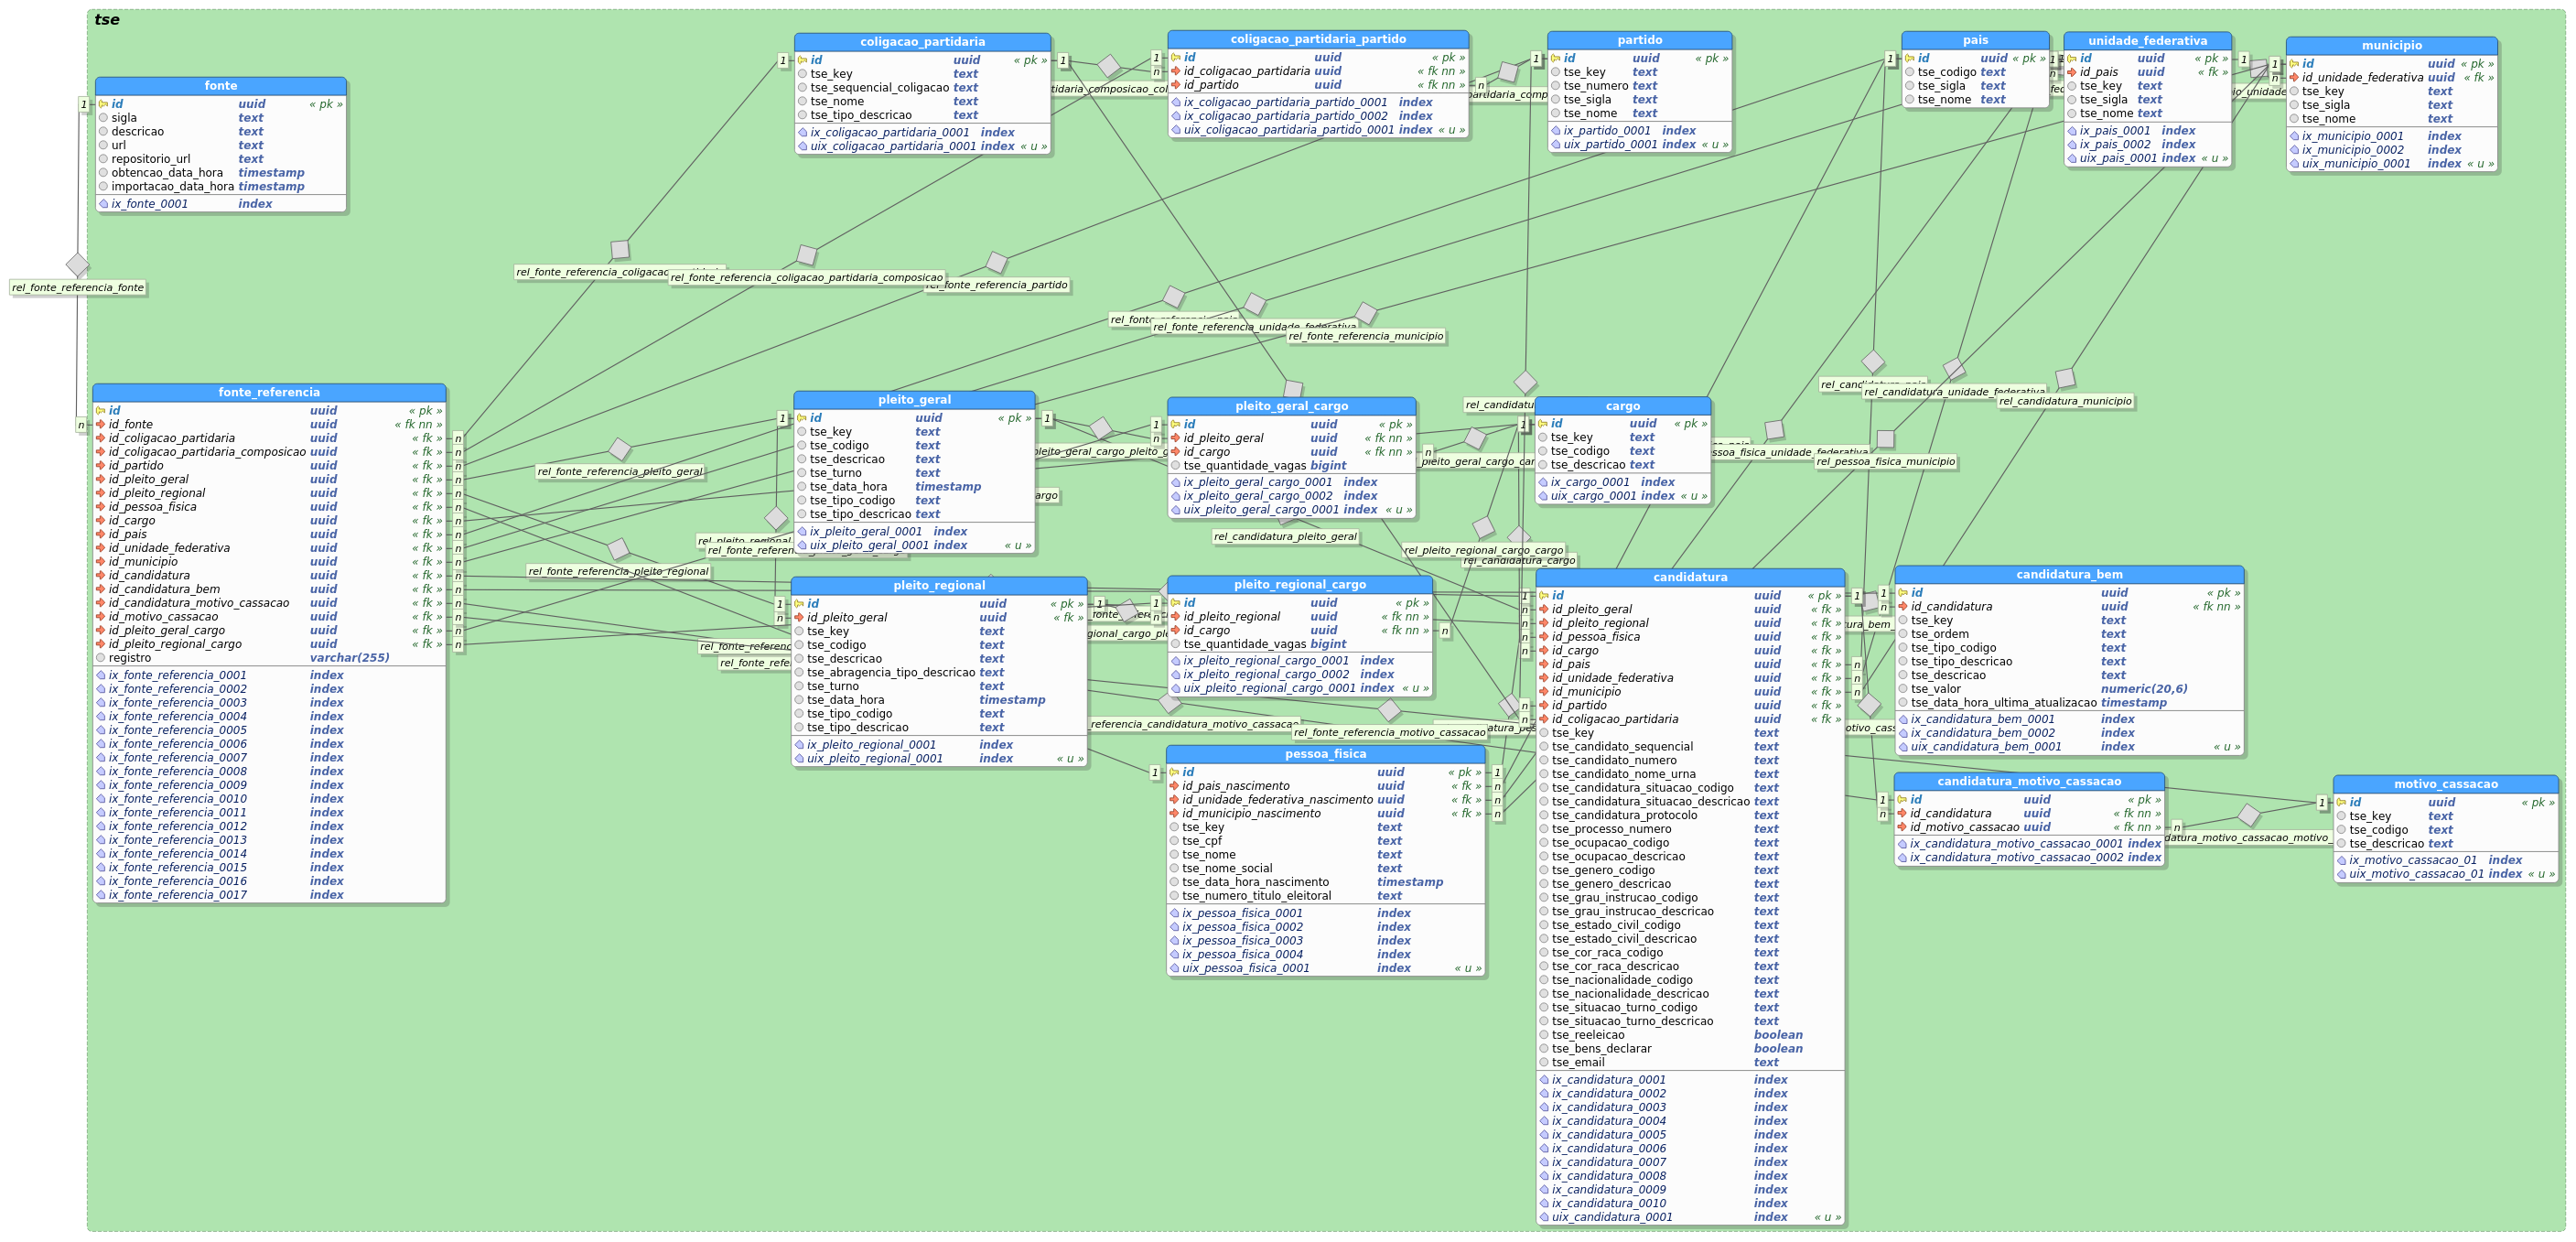 tse
fonte
id uuid « pk »
sigla text
descricao text
url text
repositorio_url text
obtencao_data_hora timestamp
importacao_data_hora timestamp
ix_fonte_0001 index
coligacao_partidaria
id uuid « pk »
tse_key text
tse_sequencial_coligacao text
tse_nome text
tse_tipo_descricao text
ix_coligacao_partidaria_0001 index
uix_coligacao_partidaria_0001 index « u »
coligacao_partidaria_partido
id uuid « pk »
id_coligacao_partidaria uuid « fk nn »
id_partido uuid « fk nn »
ix_coligacao_partidaria_partido_0001 index
ix_coligacao_partidaria_partido_0002 index
uix_coligacao_partidaria_partido_0001 index « u »
partido
id uuid « pk »
tse_key text
tse_numero text
tse_sigla text
tse_nome text
ix_partido_0001 index
uix_partido_0001 index « u »
pais
id uuid « pk »
tse_codigo text
tse_sigla text
tse_nome text
unidade_federativa
id uuid « pk »
id_pais uuid « fk »
tse_key text
tse_sigla text
tse_nome text
ix_pais_0001 index
ix_pais_0002 index
uix_pais_0001 index « u »
municipio
id uuid « pk »
id_unidade_federativa uuid « fk »
tse_key text
tse_sigla text
tse_nome text
ix_municipio_0001 index
ix_municipio_0002 index
uix_municipio_0001 index « u »
rel_fonte_referencia_fonte
rel_fonte_referencia_coligacao_partidaria_composicao
rel_fonte_referencia_partido
rel_fonte_referencia_unidade_federativa
rel_fonte_referencia_municipio
rel_candidatura_unidade_federativa
rel_candidatura_municipio
rel_pessoa_fisica_municipio
fonte_referencia
id uuid « pk »
id_fonte uuid « fk nn »
id_coligacao_partidaria uuid « fk »
id_coligacao_partidaria_composicao uuid « fk »
id_partido uuid « fk »
id_pleito_geral uuid « fk »
id_pleito_regional uuid « fk »
id_pessoa_fisica uuid « fk »
id_cargo uuid « fk »
id_pais uuid « fk »
id_unidade_federativa uuid « fk »
id_municipio uuid « fk »
id_candidatura uuid « fk »
id_candidatura_bem uuid « fk »
id_candidatura_motivo_cassacao uuid « fk »
id_motivo_cassacao uuid « fk »
id_pleito_geral_cargo uuid « fk »
id_pleito_regional_cargo uuid « fk »
registro varchar(255)
ix_fonte_referencia_0001 index
ix_fonte_referencia_0002 index
ix_fonte_referencia_0003 index
ix_fonte_referencia_0004 index
ix_fonte_referencia_0005 index
ix_fonte_referencia_0006 index
ix_fonte_referencia_0007 index
ix_fonte_referencia_0008 index
ix_fonte_referencia_0009 index
ix_fonte_referencia_0010 index
ix_fonte_referencia_0011 index
ix_fonte_referencia_0012 index
ix_fonte_referencia_0013 index
ix_fonte_referencia_0014 index
ix_fonte_referencia_0015 index
ix_fonte_referencia_0016 index
ix_fonte_referencia_0017 index
rel_fonte_referencia_pleito_geral
rel_fonte_referencia_pleito_regional
pleito_geral
id uuid « pk »
tse_key text
tse_codigo text
tse_descricao text
tse_turno text
tse_data_hora timestamp
tse_tipo_codigo text
tse_tipo_descricao text
ix_pleito_geral_0001 index
uix_pleito_geral_0001 index « u »
pleito_geral_cargo
id uuid « pk »
id_pleito_geral uuid « fk nn »
id_cargo uuid « fk nn »
tse_quantidade_vagas bigint
ix_pleito_geral_cargo_0001 index
ix_pleito_geral_cargo_0002 index
uix_pleito_geral_cargo_0001 index « u »
cargo
id uuid « pk »
tse_key text
tse_codigo text
tse_descricao text
ix_cargo_0001 index
uix_cargo_0001 index « u »
rel_candidatura_pleito_geral
rel_pleito_regional_cargo_cargo
rel_candidatura_cargo
pleito_regional
id uuid « pk »
id_pleito_geral uuid « fk »
tse_key text
tse_codigo text
tse_descricao text
tse_abragencia_tipo_descricao text
tse_turno text
tse_data_hora timestamp
tse_tipo_codigo text
tse_tipo_descricao text
ix_pleito_regional_0001 index
uix_pleito_regional_0001 index « u »
pleito_regional_cargo
id uuid « pk »
id_pleito_regional uuid « fk nn »
id_cargo uuid « fk nn »
tse_quantidade_vagas bigint
ix_pleito_regional_cargo_0001 index
ix_pleito_regional_cargo_0002 index
uix_pleito_regional_cargo_0001 index « u »
referencia_candidatura_motivo_cassacao
rel_fonte_referencia_motivo_cassacao
pessoa_fisica
id uuid « pk »
id_pais_nascimento uuid « fk »
id_unidade_federativa_nascimento uuid « fk »
id_municipio_nascimento uuid « fk »
tse_key text
tse_cpf text
tse_nome text
tse_nome_social text
tse_data_hora_nascimento timestamp
tse_numero_titulo_eleitoral text
ix_pessoa_fisica_0001 index
ix_pessoa_fisica_0002 index
ix_pessoa_fisica_0003 index
ix_pessoa_fisica_0004 index
uix_pessoa_fisica_0001 index « u »
candidatura
id uuid « pk »
id_pleito_geral uuid « fk »
id_pleito_regional uuid « fk »
id_pessoa_fisica uuid « fk »
id_cargo uuid « fk »
id_pais uuid « fk »
id_unidade_federativa uuid « fk »
id_municipio uuid « fk »
id_partido uuid « fk »
id_coligacao_partidaria uuid « fk »
tse_key text
tse_candidato_sequencial text
tse_candidato_numero text
tse_candidato_nome_urna text
tse_candidatura_situacao_codigo text
tse_candidatura_situacao_descricao text
tse_candidatura_protocolo text
tse_processo_numero text
tse_ocupacao_codigo text
tse_ocupacao_descricao text
tse_genero_codigo text
tse_genero_descricao text
tse_grau_instrucao_codigo text
tse_grau_instrucao_descricao text
tse_estado_civil_codigo text
tse_estado_civil_descricao text
tse_cor_raca_codigo text
tse_cor_raca_descricao text
tse_nacionalidade_codigo text
tse_nacionalidade_descricao text
tse_situacao_turno_codigo text
tse_situacao_turno_descricao text
tse_reeleicao boolean
tse_bens_declarar boolean
tse_email text
ix_candidatura_0001 index
ix_candidatura_0002 index
ix_candidatura_0003 index
ix_candidatura_0004 index
ix_candidatura_0005 index
ix_candidatura_0006 index
ix_candidatura_0007 index
ix_candidatura_0008 index
ix_candidatura_0009 index
ix_candidatura_0010 index
uix_candidatura_0001 index « u »
candidatura_bem
id uuid « pk »
id_candidatura uuid « fk nn »
tse_key text
tse_ordem text
tse_tipo_codigo text
tse_tipo_descricao text
tse_descricao text
tse_valor numeric(20,6)
tse_data_hora_ultima_atualizacao timestamp
ix_candidatura_bem_0001 index
ix_candidatura_bem_0002 index
uix_candidatura_bem_0001 index « u »
candidatura_motivo_cassacao
id uuid « pk »
id_candidatura uuid « fk nn »
id_motivo_cassacao uuid « fk nn »
ix_candidatura_motivo_cassacao_0001 index
ix_candidatura_motivo_cassacao_0002 index
motivo_cassacao
id uuid « pk »
tse_key text
tse_codigo text
tse_descricao text
ix_motivo_cassacao_01 index
uix_motivo_cassacao_01 index « u »